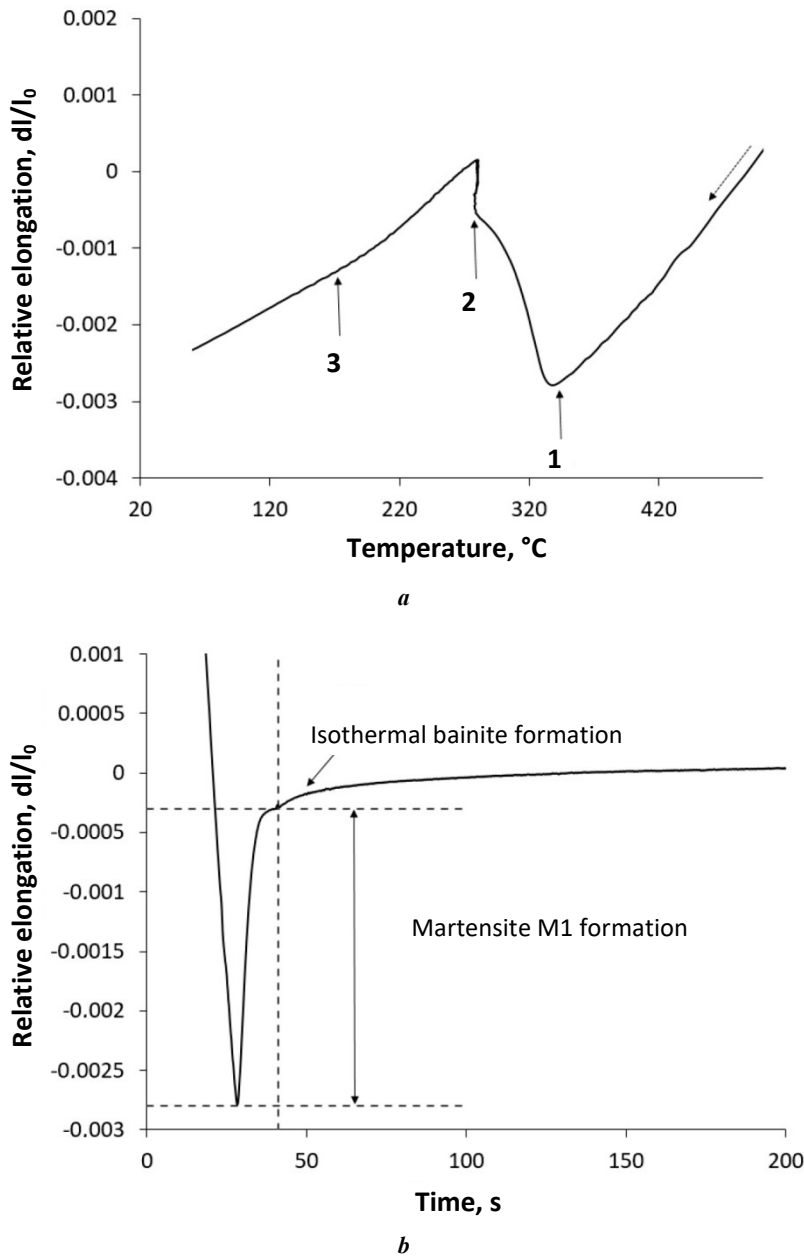 0.002
0.001
0
-0.001
-0.002
-0.003
-0.004
Relative elongation, dl/l₀
3
2
1
20 120 220 320 420
Temperature, °C
a
0.001
0.0005
0
-0.0005
-0.001
-0.0015
-0.002
-0.0025
-0.003
Relative elongation, dl/l₀
Isothermal bainite formation
Martensite M1 formation
0 50 100 150 200
Time, s
b